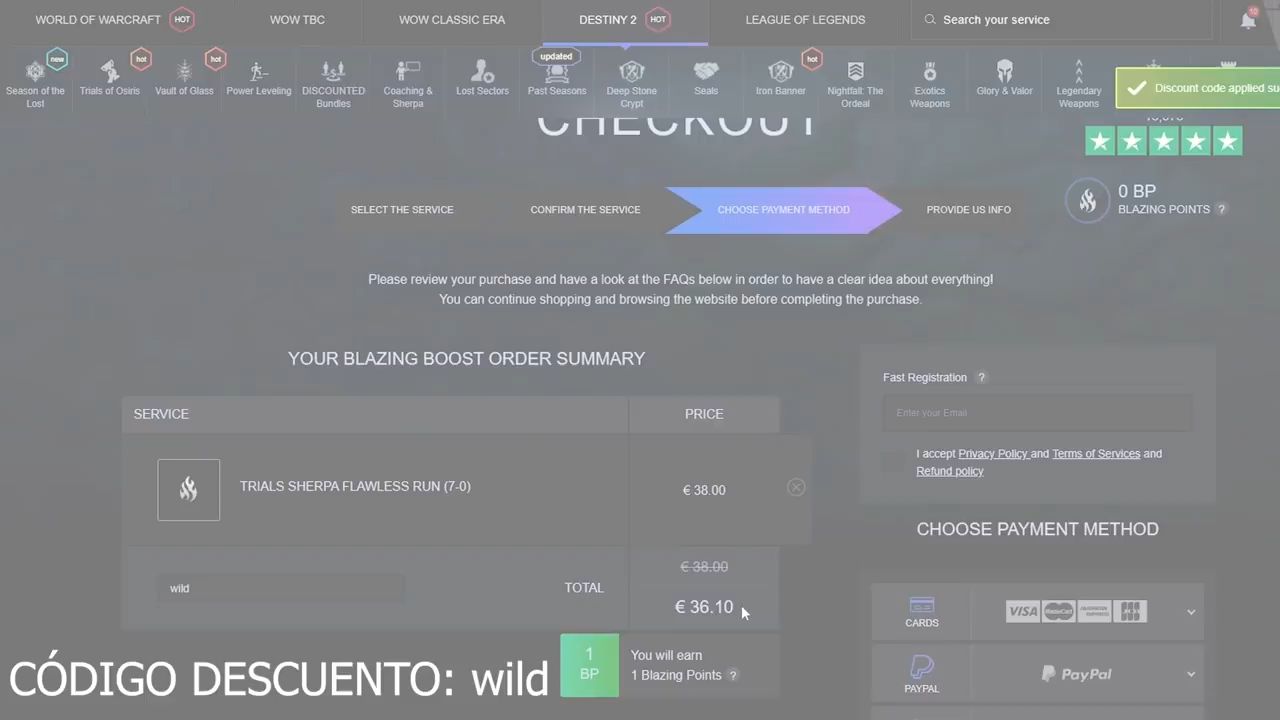 WORLD OF WARCRAFT HOT WOW TBC WOW CLASSIC ERA DESTINY 2 HOT LEAGUE OF LEGENDS Search your service 10
new hot hot updated hot
Season of the Lost
Trials of Osiris
Vault of Glass
Power Leveling
DISCOUNTED Bundles
Coaching & Sherpa
Lost Sectors
Past Seasons
Deep Stone Crypt
Seals
Iron Banner
Nightfall: The Ordeal
Exotics Weapons
Glory & Valor
Legendary Weapons
Discount code applied su
CHECKOUT
SELECT THE SERVICE CONFIRM THE SERVICE CHOOSE PAYMENT METHOD PROVIDE US INFO
0 BP
BLAZING POINTS ?
Please review your purchase and have a look at the FAQs below in order to have a clear idea about everything!
You can continue shopping and browsing the website before completing the purchase.
YOUR BLAZING BOOST ORDER SUMMARY
SERVICE PRICE
TRIALS SHERPA FLAWLESS RUN (7-0) € 38.00
€ 38.00
wild TOTAL
€ 36.10
1 BP
You will earn
1 Blazing Points ?
Fast Registration ?
Enter your Email
I accept Privacy Policy and Terms of Services and
Refund policy
CHOOSE PAYMENT METHOD
CARDS VISA MasterCard AMERICAN EXPRESS JCB
PAYPAL PayPal
CÓDIGO DESCUENTO: wild